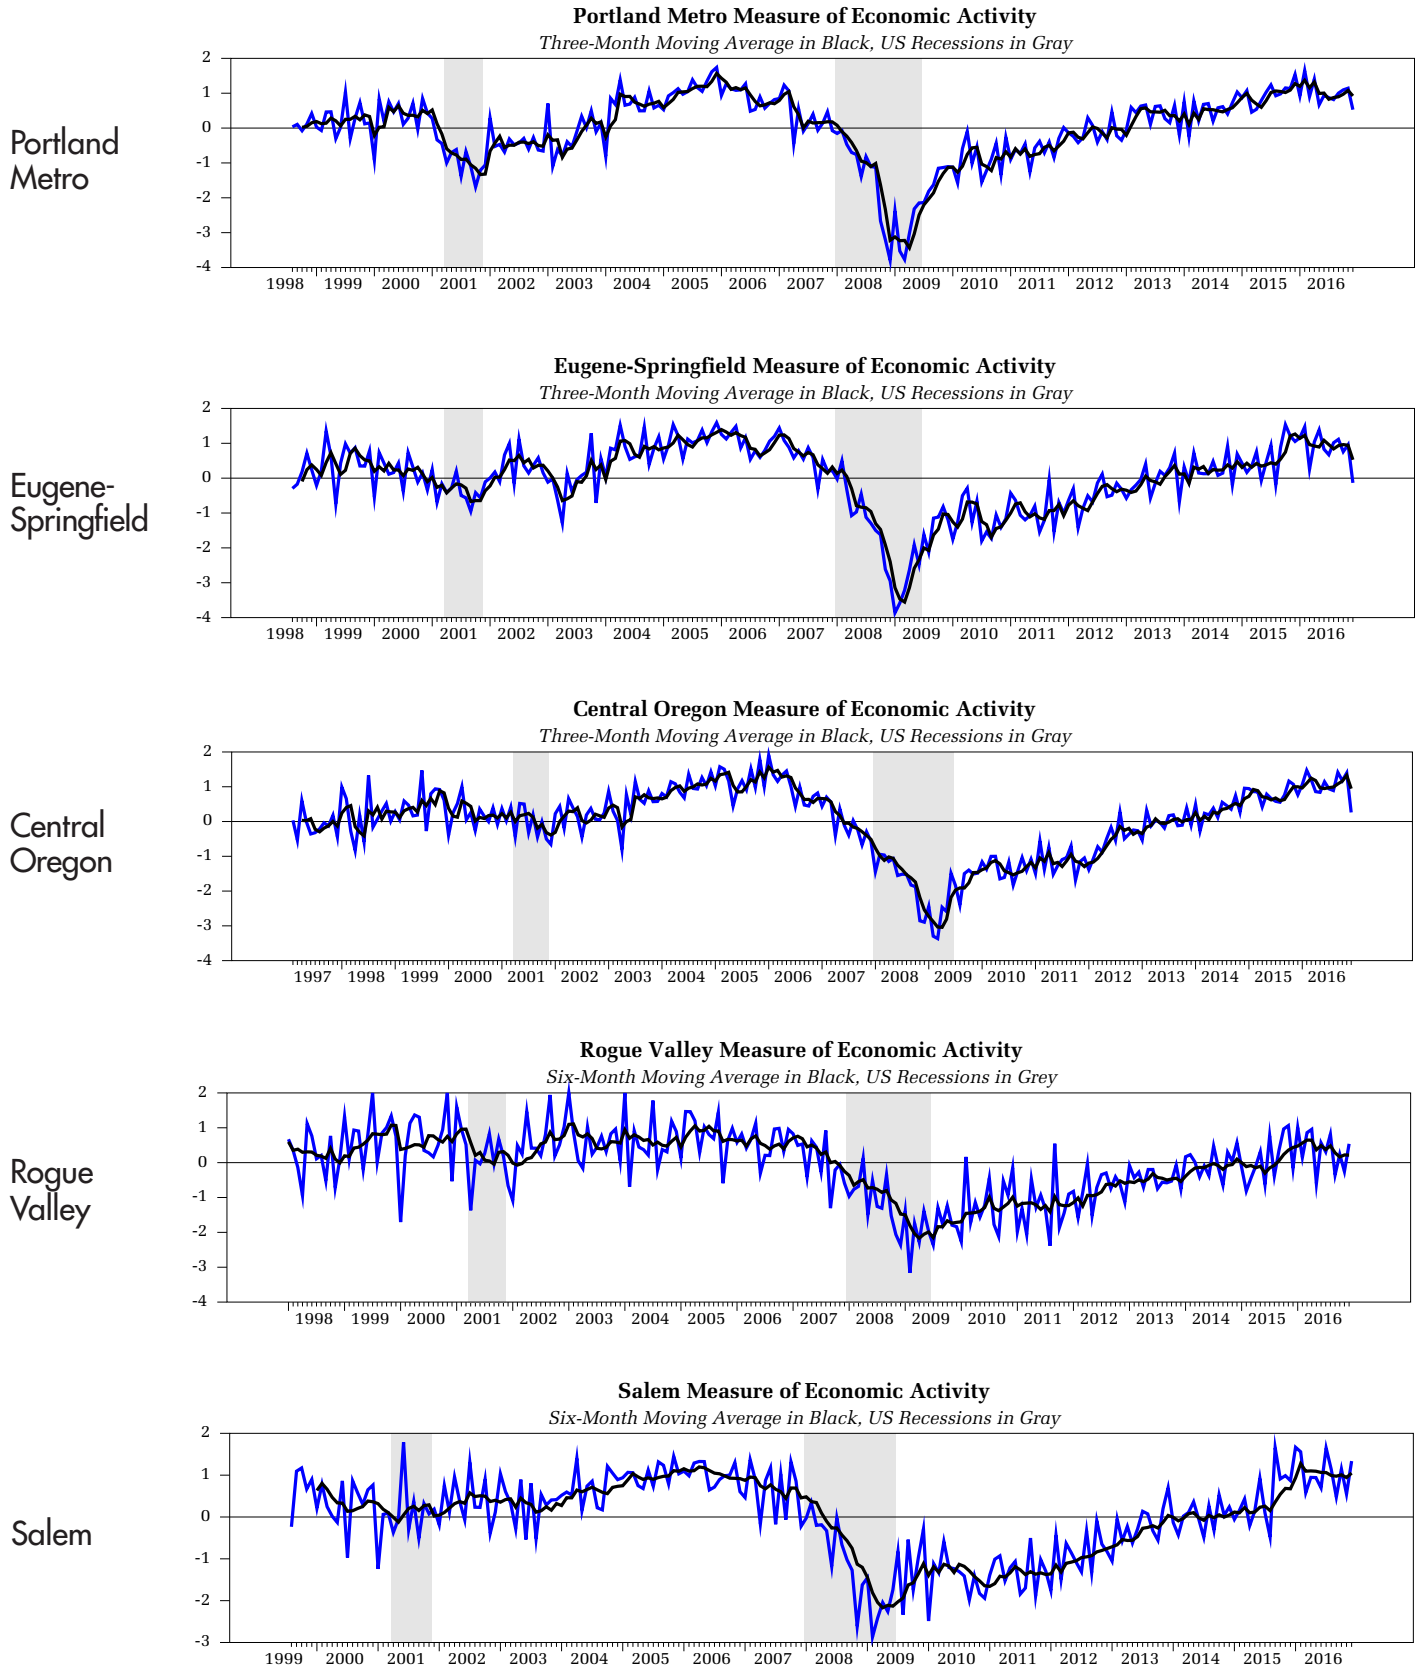 Portland Metro Measure of Economic Activity
Three-Month Moving Average in Black, US Recessions in Gray
2
1
0
-1
-2
-3
-4
Portland
Metro
1998 1999 2000 2001 2002 2003 2004 2005 2006 2007 2008 2009 2010 2011 2012 2013 2014 2015 2016
Eugene-Springfield Measure of Economic Activity
Three-Month Moving Average in Black, US Recessions in Gray
2
1
0
-1
-2
-3
-4
Eugene-
Springfield
1998 1999 2000 2001 2002 2003 2004 2005 2006 2007 2008 2009 2010 2011 2012 2013 2014 2015 2016
Central Oregon Measure of Economic Activity
Three-Month Moving Average in Black, US Recessions in Gray
2
1
0
-1
-2
-3
-4
Central
Oregon
1997 1998 1999 2000 2001 2002 2003 2004 2005 2006 2007 2008 2009 2010 2011 2012 2013 2014 2015 2016
Rogue Valley Measure of Economic Activity
Six-Month Moving Average in Black, US Recessions in Grey
2
1
0
-1
-2
-3
-4
Rogue
Valley
1998 1999 2000 2001 2002 2003 2004 2005 2006 2007 2008 2009 2010 2011 2012 2013 2014 2015 2016
Salem Measure of Economic Activity
Six-Month Moving Average in Black, US Recessions in Gray
2
1
0
-1
-2
-3
Salem
1999 2000 2001 2002 2003 2004 2005 2006 2007 2008 2009 2010 2011 2012 2013 2014 2015 2016